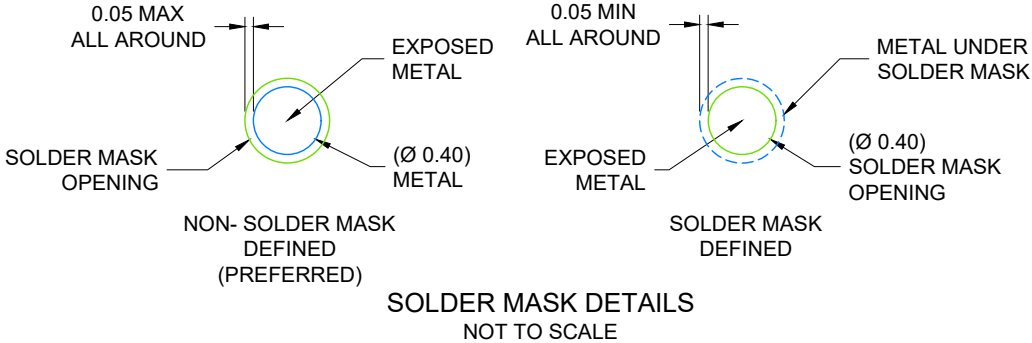 0.05 MAX
ALL AROUND
EXPOSED
METAL
SOLDER MASK
OPENING
(Ø 0.40)
METAL
NON- SOLDER MASK
DEFINED
(PREFERRED)
0.05 MIN
ALL AROUND
METAL UNDER
SOLDER MASK
EXPOSED
METAL
(Ø 0.40)
SOLDER MASK
OPENING
SOLDER MASK
DEFINED
SOLDER MASK DETAILS
NOT TO SCALE